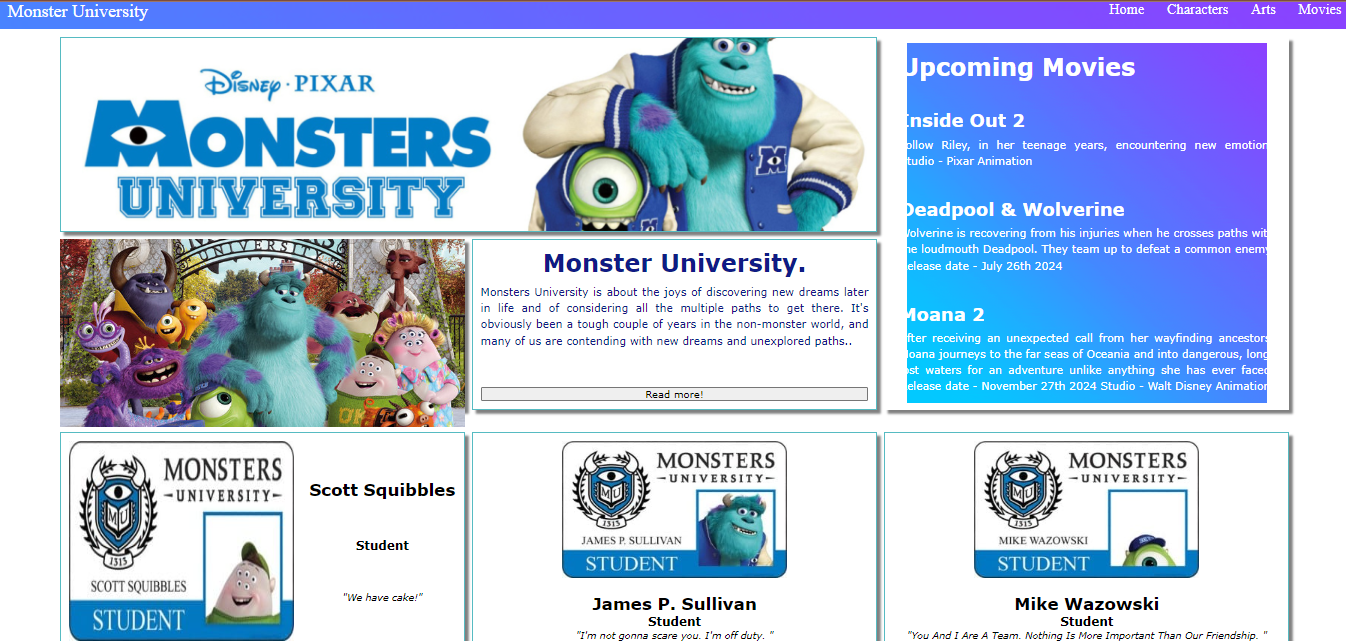 Monster University
Home Characters Arts Movies
Disney · PIXAR
MONSTERS
UNIVERSITY
Upcoming Movies
Inside Out 2
ollow Riley, in her teenage years, encountering new emotion
tudio - Pixar Animation
Deadpool & Wolverine
Wolverine is recovering from his injuries when he crosses paths wit
he loudmouth Deadpool. They team up to defeat a common enemy
elease date - July 26th 2024
Moana 2
fter receiving an unexpected call from her wayfinding ancestors
Moana journeys to the far seas of Oceania and into dangerous, long
ost waters for an adventure unlike anything she has ever faced
elease date - November 27th 2024 Studio - Walt Disney Animation
UNIVERSIT
Monster University.
Monsters University is about the joys of discovering new dreams later
in life and of considering all the multiple paths to get there. It's
obviously been a tough couple of years in the non-monster world, and
many of us are contending with new dreams and unexplored paths..
Read more!
MONSTERS
UNIVERSITY
MU
1313
SCOTT SQUIBBLES
STUDENT
Scott Squibbles
Student
"We have cake!"
MONSTERS
UNIVERSITY
MU
1313
JAMES P. SULLIVAN
STUDENT
James P. Sullivan
Student
"I'm not gonna scare you. I'm off duty. "
MONSTERS
UNIVERSITY
MU
1313
MIKE WAZOWSKI
STUDENT
Mike Wazowski
Student
"You And I Are A Team. Nothing Is More Important Than Our Friendship. "